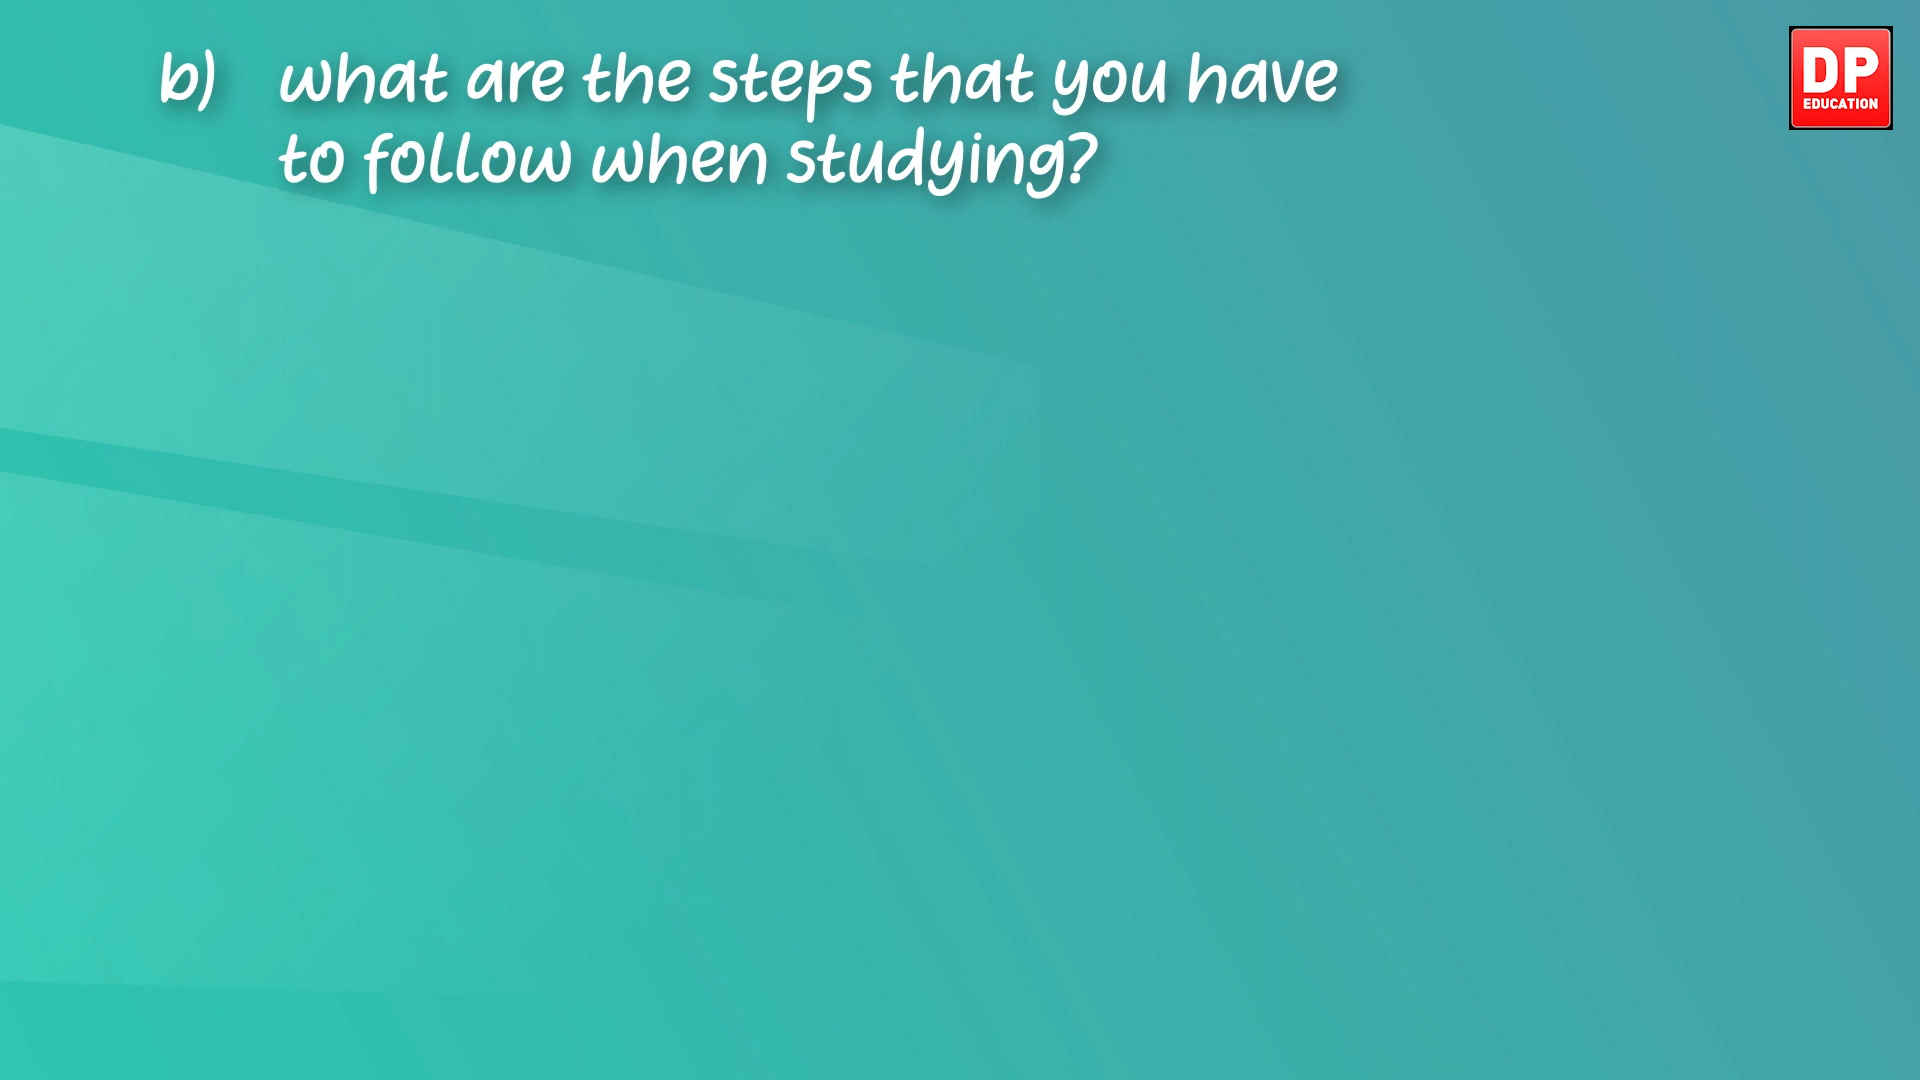 b) what are the steps that you have
to follow when studying?
DP
EDUCATION